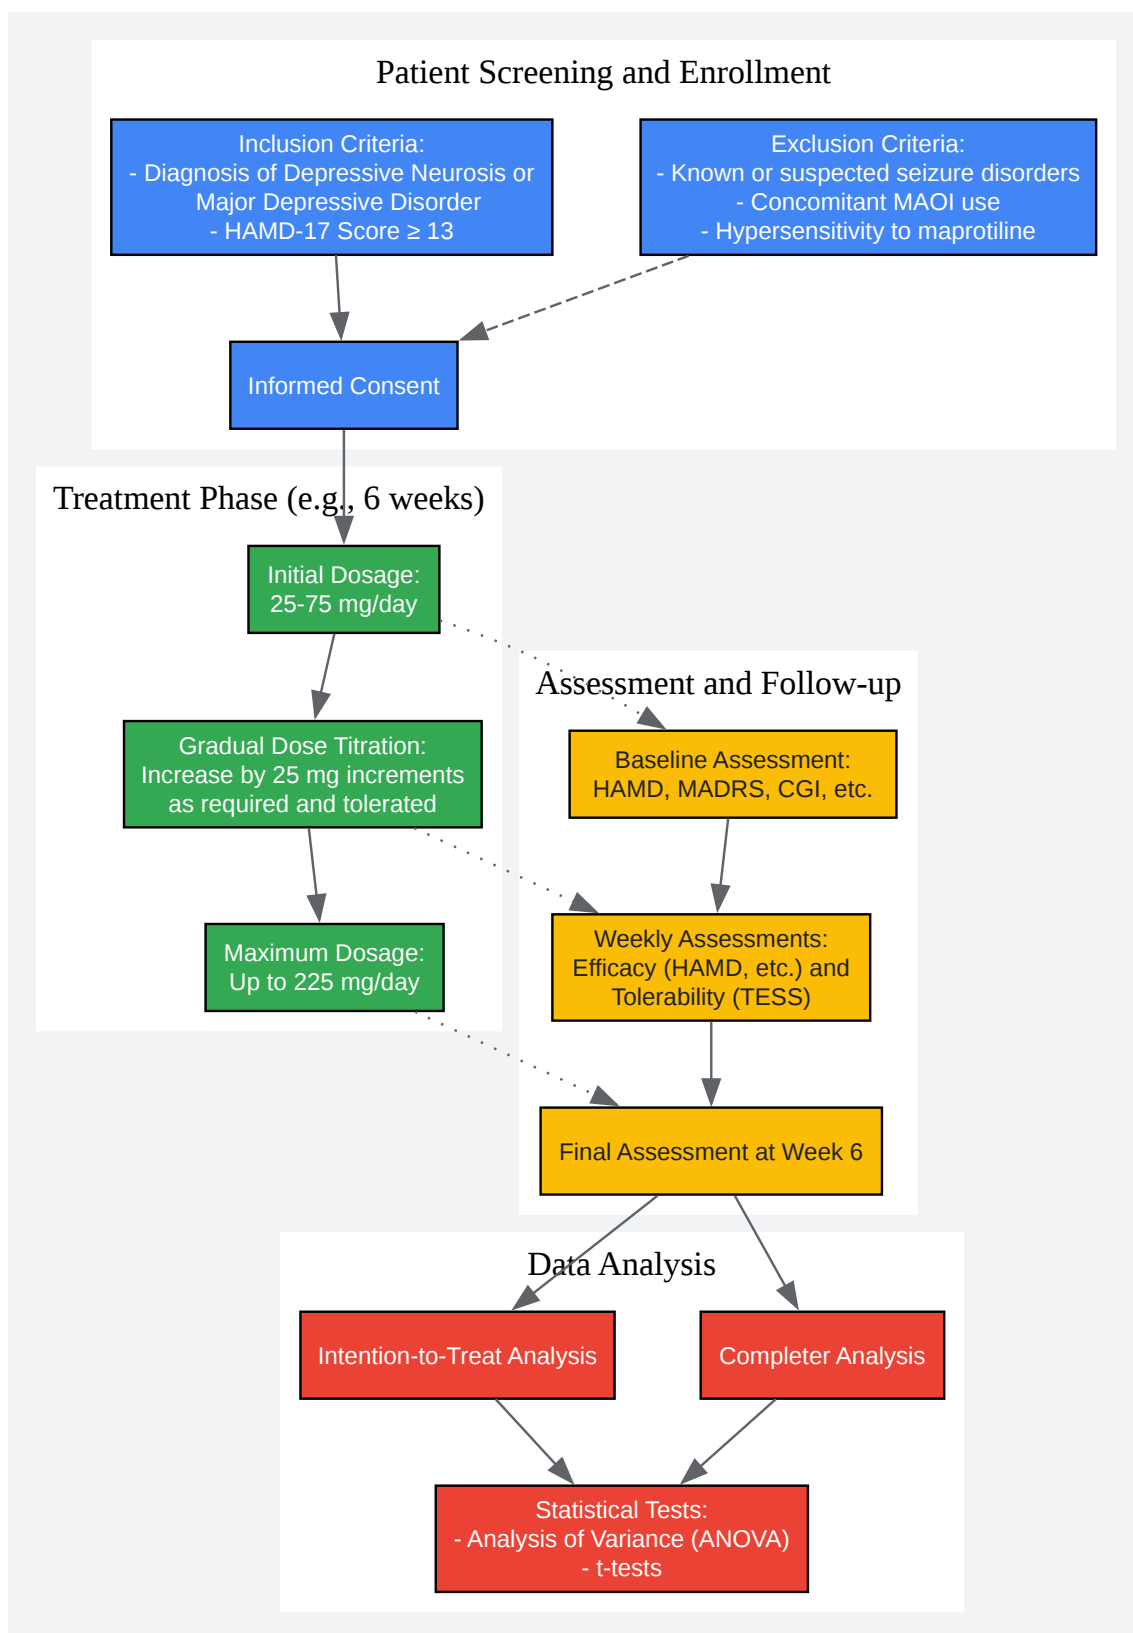 Patient Screening and Enrollment
Inclusion Criteria:
- Diagnosis of Depressive Neurosis or
Major Depressive Disorder
- HAMD-17 Score ≥ 13
Exclusion Criteria:
- Known or suspected seizure disorders
- Concomitant MAOI use
- Hypersensitivity to maprotiline
Informed Consent
Treatment Phase (e.g., 6 weeks)
Initial Dosage:
25-75 mg/day
Gradual Dose Titration:
Increase by 25 mg increments
as required and tolerated
Maximum Dosage:
Up to 225 mg/day
Assessment and Follow-up
Baseline Assessment:
HAMD, MADRS, CGI, etc.
Weekly Assessments:
Efficacy (HAMD, etc.) and
Tolerability (TESS)
Final Assessment at Week 6
Data Analysis
Intention-to-Treat Analysis
Completer Analysis
Statistical Tests:
- Analysis of Variance (ANOVA)
- t-tests